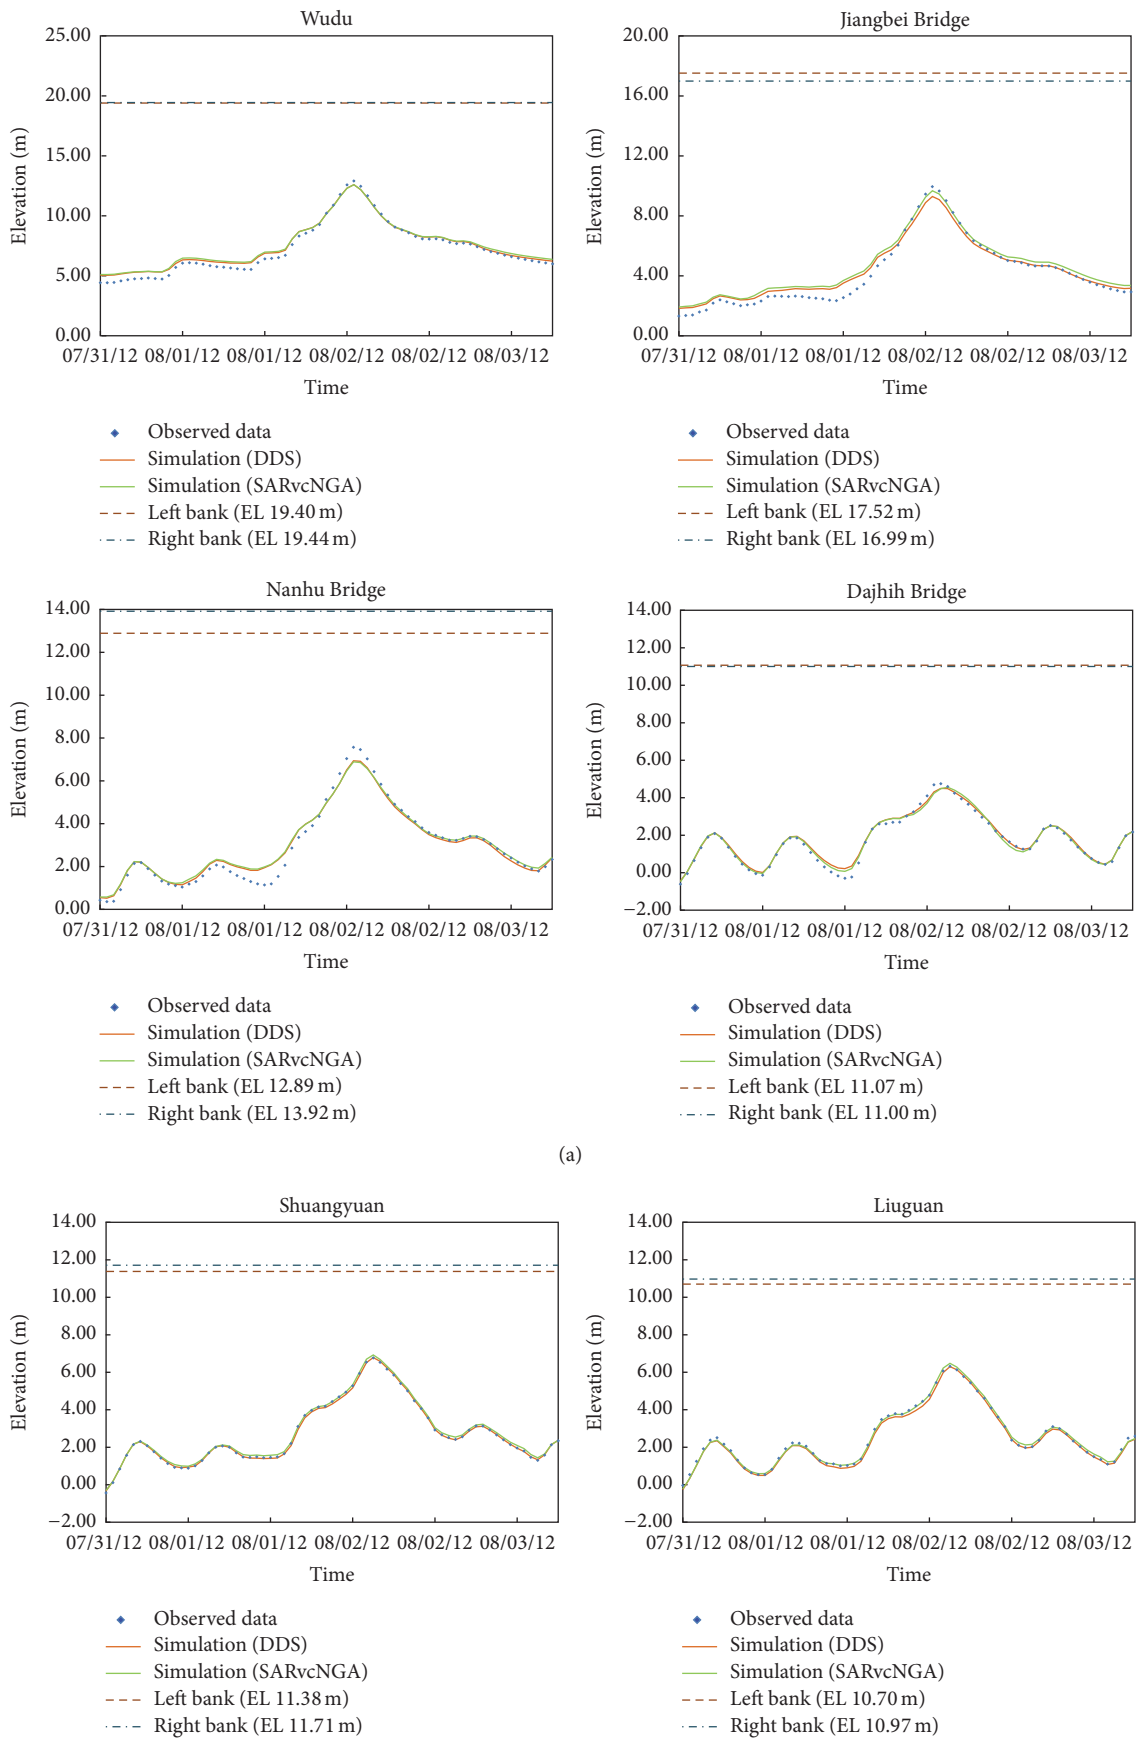 Wudu
25.00
20.00
15.00
10.00
5.00
0.00
Elevation (m)
07/31/12 08/01/12 08/01/12 08/02/12 08/02/12 08/03/12
Time
Observed data
Simulation (DDS)
Simulation (SARvcNGA)
Left bank (EL 19.40 m)
Right bank (EL 19.44 m)
Jiangbei Bridge
20.00
16.00
12.00
8.00
4.00
0.00
Elevation (m)
07/31/12 08/01/12 08/01/12 08/02/12 08/02/12 08/03/12
Time
Observed data
Simulation (DDS)
Simulation (SARvcNGA)
Left bank (EL 17.52 m)
Right bank (EL 16.99 m)
Nanhu Bridge
14.00
12.00
10.00
8.00
6.00
4.00
2.00
0.00
Elevation (m)
07/31/12 08/01/12 08/01/12 08/02/12 08/02/12 08/03/12
Time
Observed data
Simulation (DDS)
Simulation (SARvcNGA)
Left bank (EL 12.89 m)
Right bank (EL 13.92 m)
Dajhih Bridge
14.00
12.00
10.00
8.00
6.00
4.00
2.00
0.00
−2.00
Elevation (m)
07/31/12 08/01/12 08/01/12 08/02/12 08/02/12 08/03/12
Time
Observed data
Simulation (DDS)
Simulation (SARvcNGA)
Left bank (EL 11.07 m)
Right bank (EL 11.00 m)
(a)
Shuangyuan
14.00
12.00
10.00
8.00
6.00
4.00
2.00
0.00
−2.00
Elevation (m)
07/31/12 08/01/12 08/01/12 08/02/12 08/02/12 08/03/12
Time
Observed data
Simulation (DDS)
Simulation (SARvcNGA)
Left bank (EL 11.38 m)
Right bank (EL 11.71 m)
Liuguan
14.00
12.00
10.00
8.00
6.00
4.00
2.00
0.00
−2.00
Elevation (m)
07/31/12 08/01/12 08/01/12 08/02/12 08/02/12 08/03/12
Time
Observed data
Simulation (DDS)
Simulation (SARvcNGA)
Left bank (EL 10.70 m)
Right bank (EL 10.97 m)